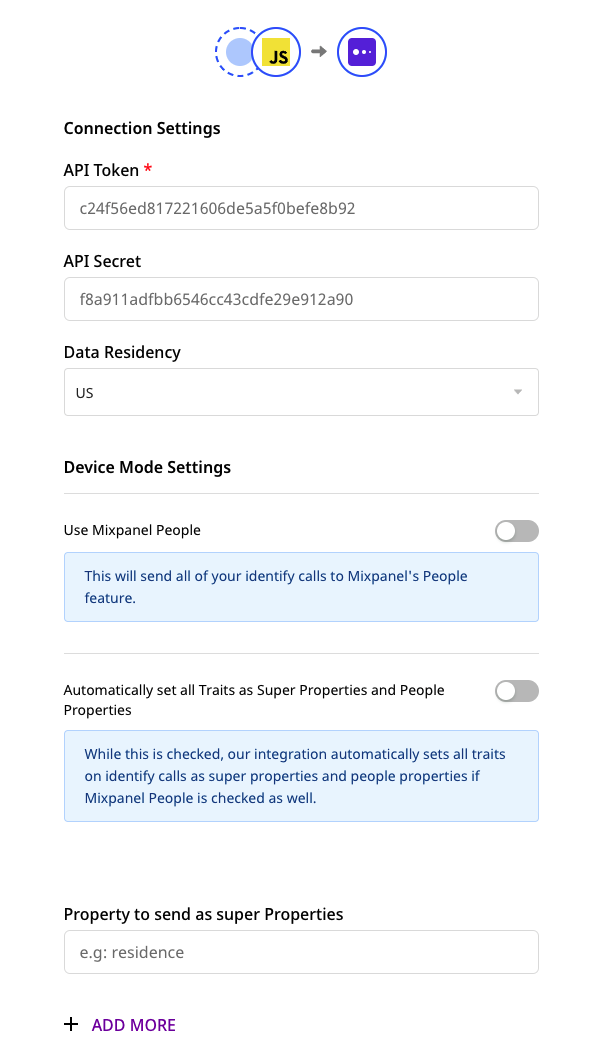 JS
Connection Settings
API Token *
c24f56ed817221606de5a5f0befe8b92
API Secret
f8a911adfbb6546cc43cdfe29e912a90
Data Residency
US
Device Mode Settings
Use Mixpanel People
This will send all of your identify calls to Mixpanel's People
feature.
Automatically set all Traits as Super Properties and People
Properties
While this is checked, our integration automatically sets all traits
on identify calls as super properties and people properties if
Mixpanel People is checked as well.
Property to send as super Properties
e.g: residence
+ ADD MORE